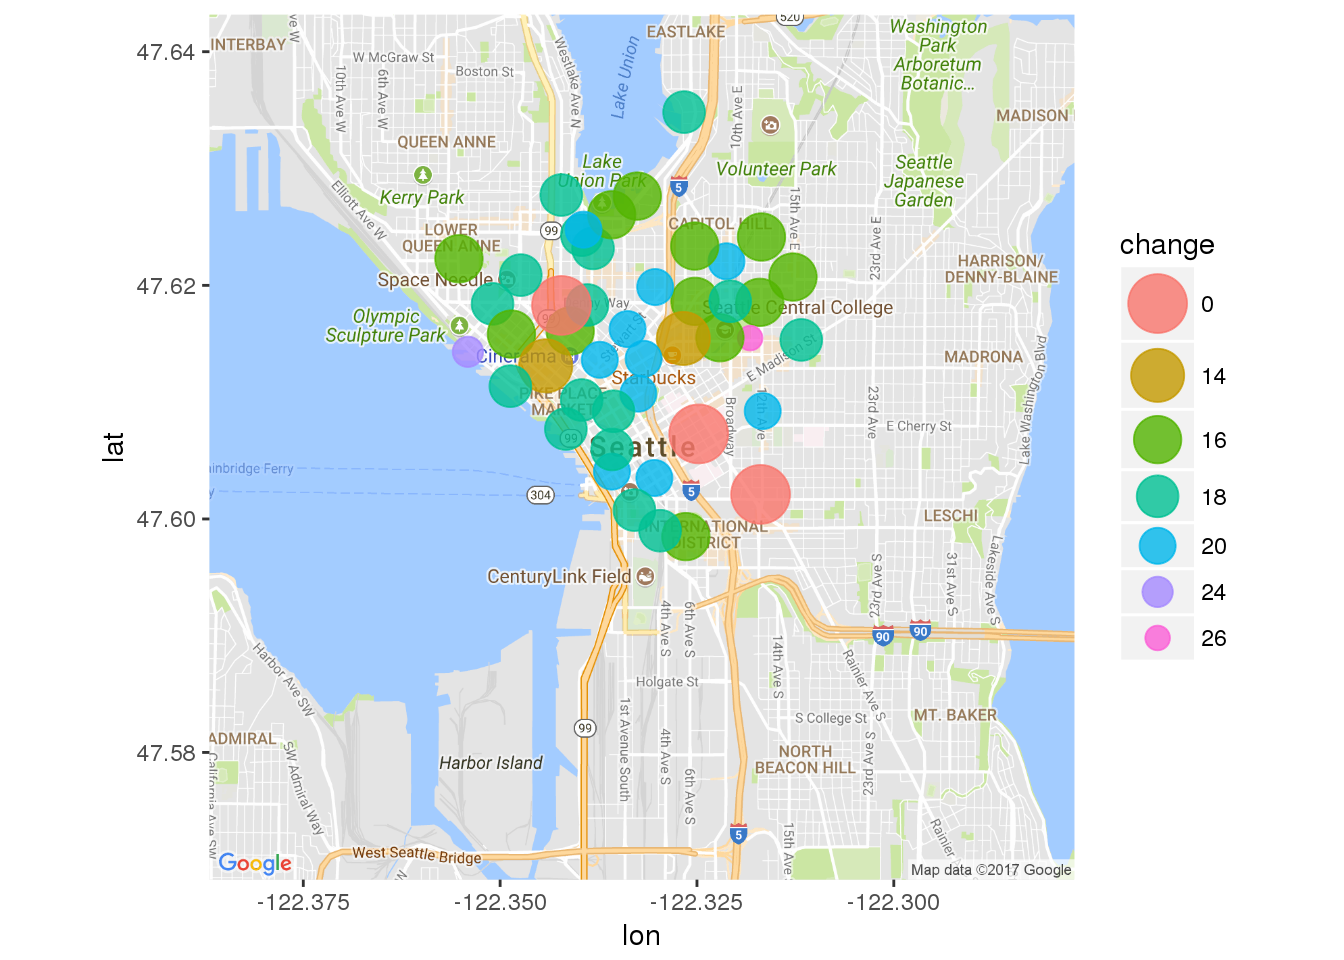 47.64
47.62
47.60
47.58
lat
-122.375
-122.350
-122.325
-122.300
lon
change
0
14
16
18
20
24
26
INTERBAY
W McGraw St
Boston St
10th Ave W
6th Ave W
Westlake Ave N
Lake Union
EASTLAKE
520
Washington
Park
Arboretum
Botanic...
MADISON
10th Ave E
QUEEN ANNE
Kerry Park
Elliott Ave W
Lake
Union Park
Volunteer Park
Seattle
Japanese
Garden
5
15th Ave E
23rd Ave E
LOWER
QUEEN ANNE
99
CAPITOL HILL
HARRISON/
DENNY-BLAINE
Space Needle
Way
Seattle Central College
Olympic
Sculpture Park
Stewart St
Cinerama
Starbucks
E Madison St
MADRONA
Lake Washington Blvd
PIKE PLACE
MARKET
Broadway
12th Ave
23rd Ave
E Cherry St
99
Seattle
ainbridge Ferry
304
5
INTERNATIONAL
DISTRICT
LESCHI
CenturyLink Field
4th Ave S
6th Ave S
23rd Ave S
31st Ave S
Lakeside Ave S
90
90
14th Ave S
Rainier Ave S
Harbor Ave SW
Holgate St
1st Avenue South
4th Ave S
6th Ave S
S College St
MT. BAKER
99
ADMIRAL
SW Admiral Way
California Ave SW
Harbor Island
NORTH
BEACON HILL
23rd Ave S
15th Ave
Rainier
5
West Seattle Bridge
Google
Map data ©2017 Google